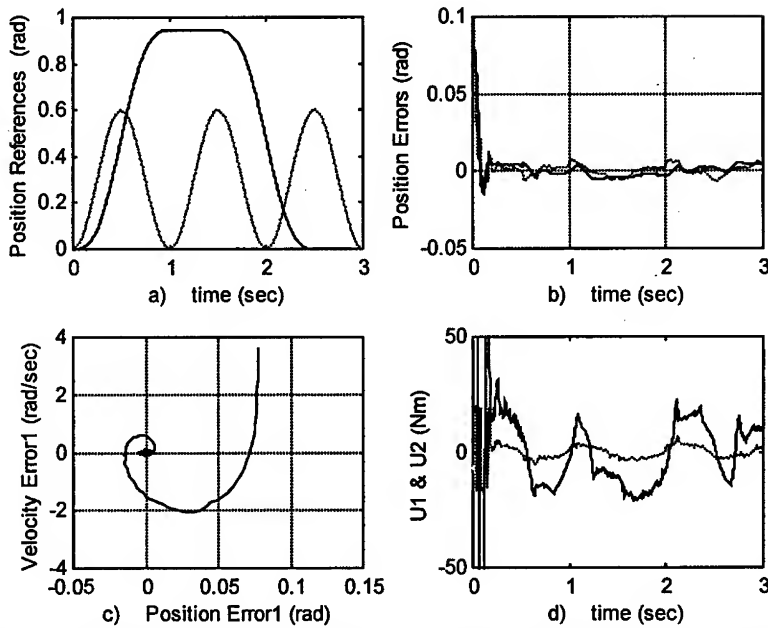 Position References (rad)
1
0.8
0.6
0.4
0.2
0
0 1 2 3
a) time (sec)
Position Errors (rad)
0.1
0.05
0
-0.05
0 1 2 3
b) time (sec)
Velocity Error1 (rad/sec)
4
2
0
-2
-4
-0.05 0 0.05 0.1 0.15
c) Position Error1 (rad)
U1 & U2 (Nm)
50
0
-50
0 1 2 3
d) time (sec)